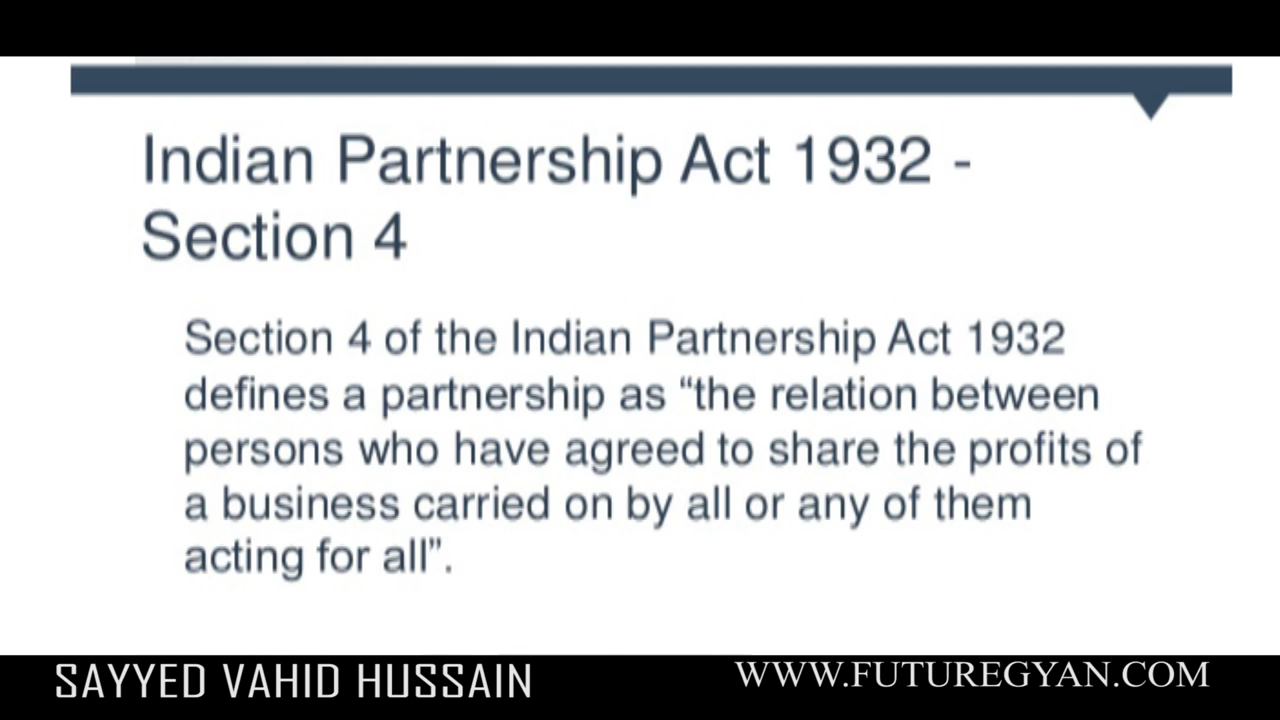 Indian Partnership Act 1932 -
Section 4
Section 4 of the Indian Partnership Act 1932
defines a partnership as “the relation between
persons who have agreed to share the profits of
a business carried on by all or any of them
acting for all”.
SAYYED VAHID HUSSAIN
WWW.FUTUREGYAN.COM